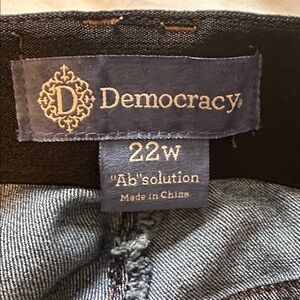 D Democracy®
22W
"Ab"solution
Made in China